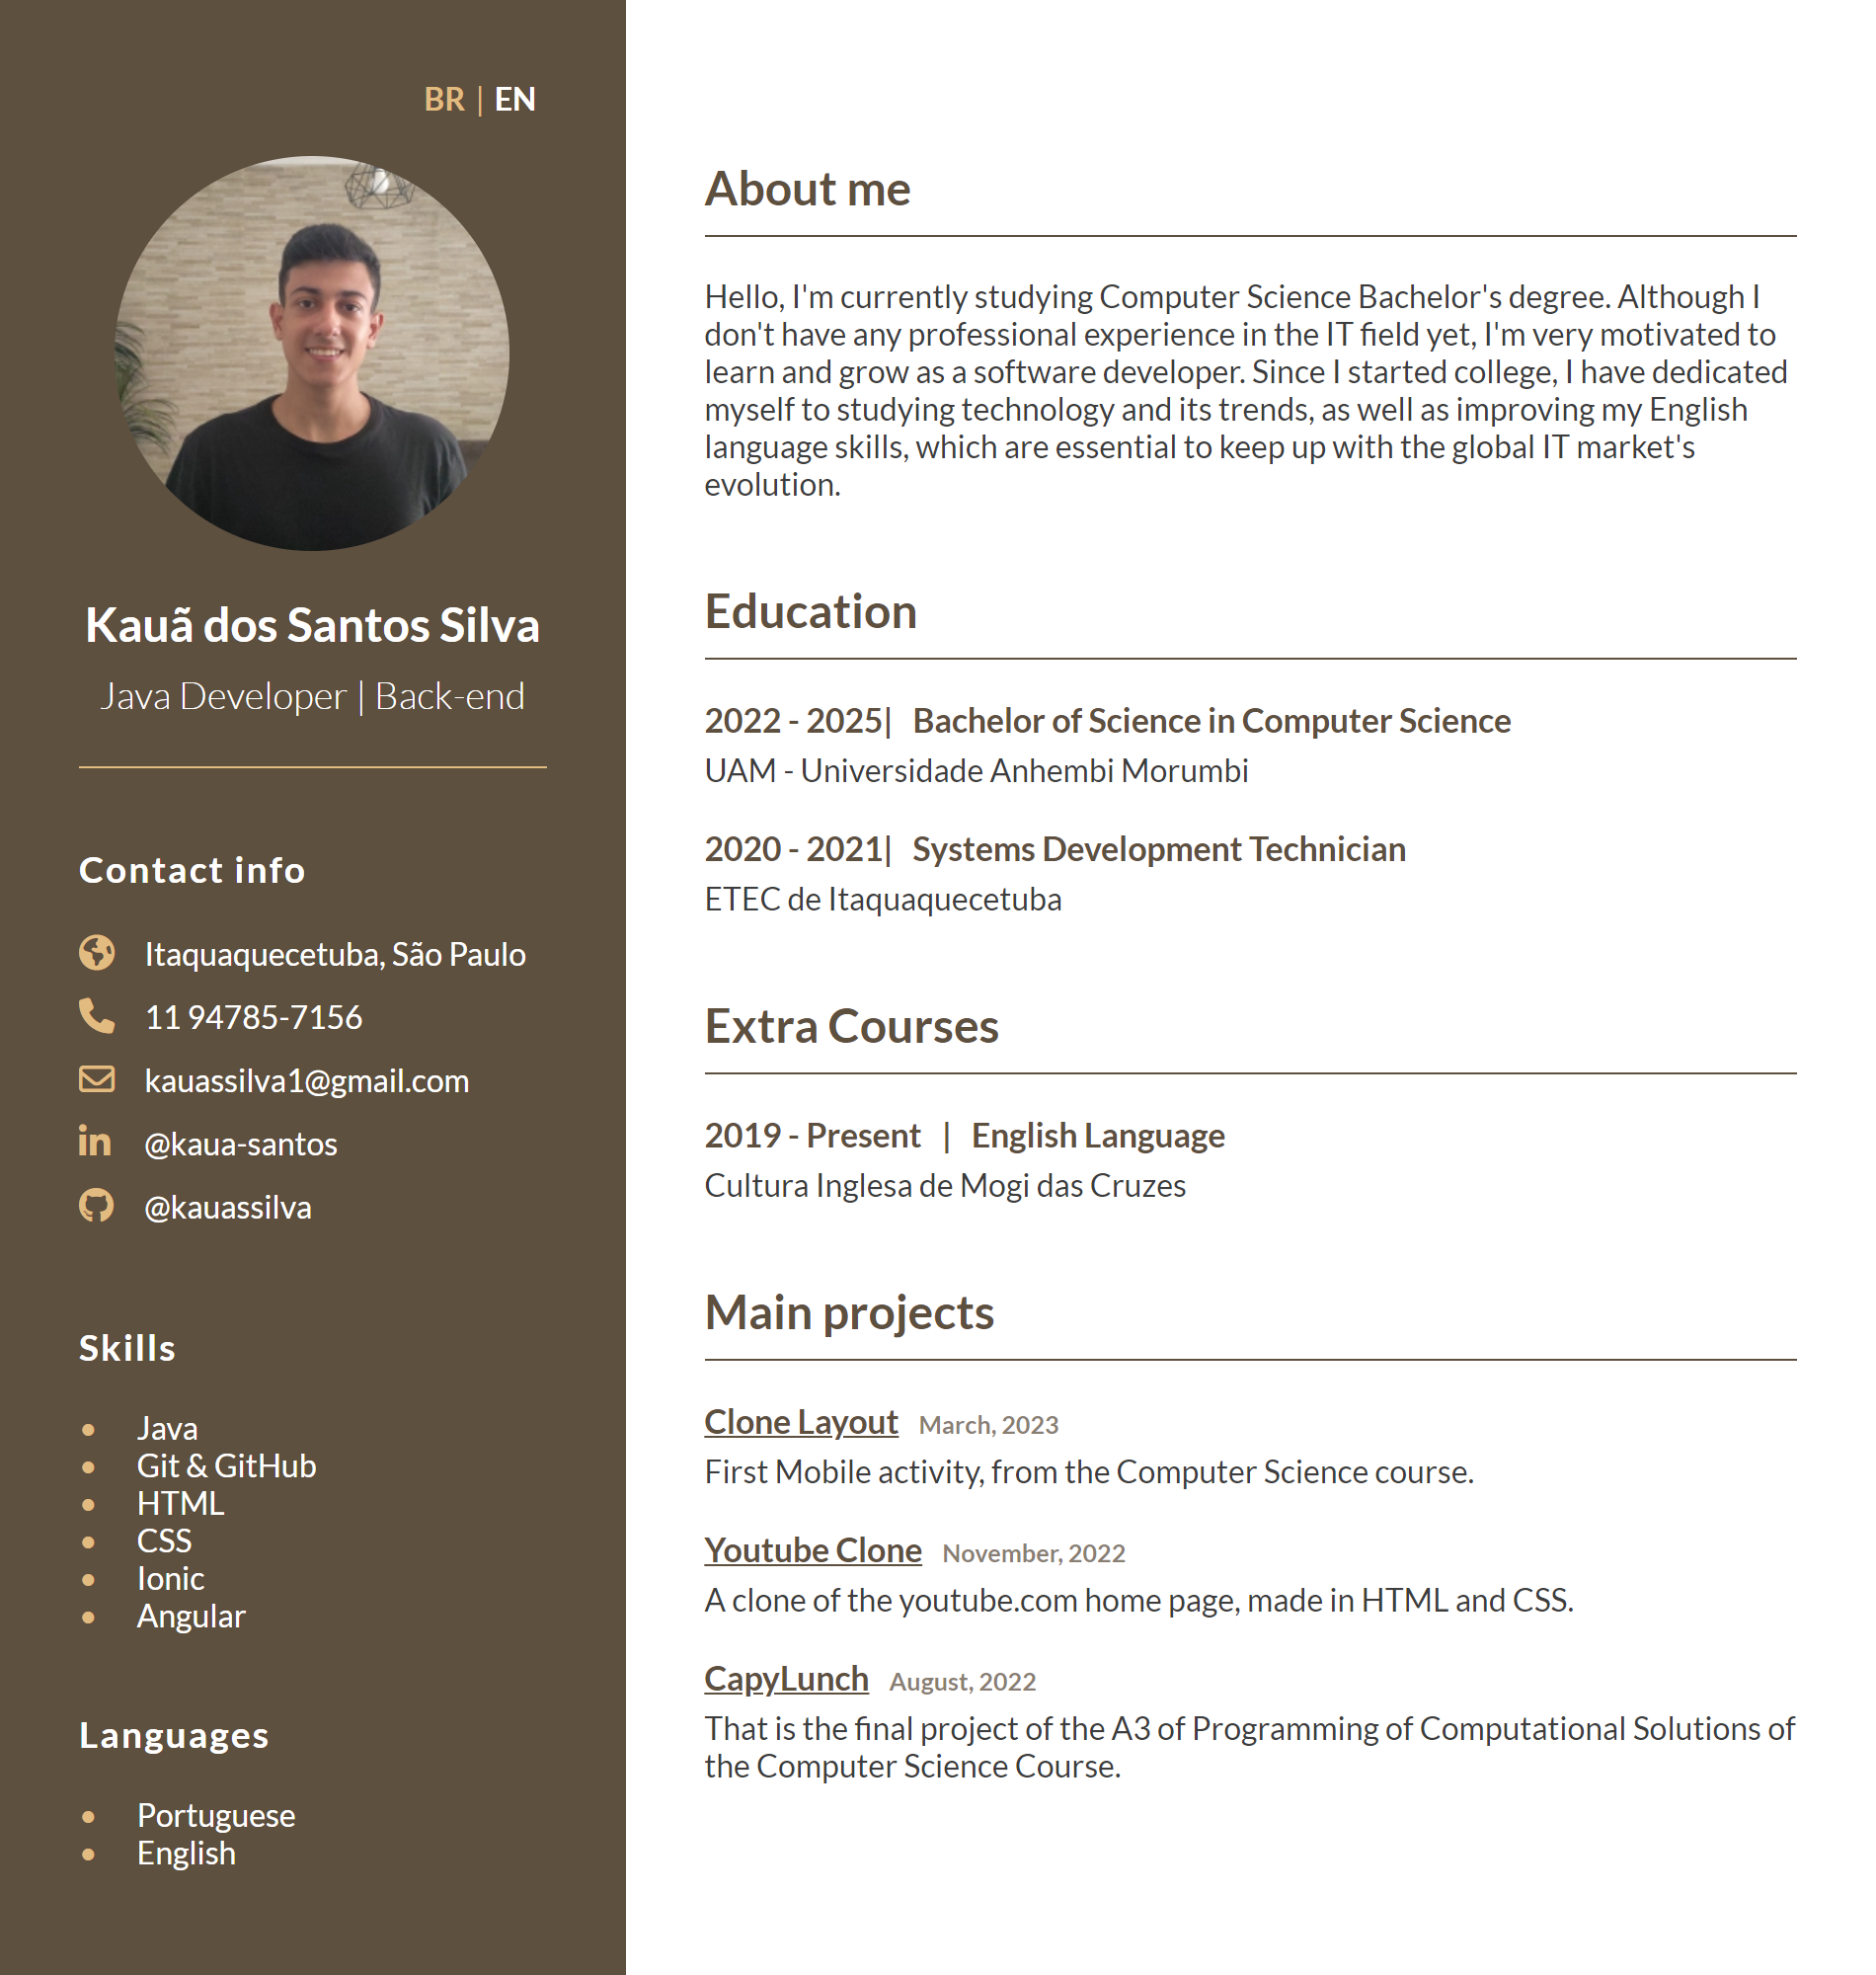 BR | EN
Kauã dos Santos Silva
Java Developer | Back-end
Contact info
Itaquaquecetuba, São Paulo
11 94785-7156
kauassilva1@gmail.com
@kaua-santos
@kauassilva
Skills
• Java
• Git & GitHub
• HTML
• CSS
• Ionic
• Angular
Languages
• Portuguese
• English
About me
Hello, I'm currently studying Computer Science Bachelor's degree. Although I
don't have any professional experience in the IT field yet, I'm very motivated to
learn and grow as a software developer. Since I started college, I have dedicated
myself to studying technology and its trends, as well as improving my English
language skills, which are essential to keep up with the global IT market's
evolution.
Education
2022 - 2025| Bachelor of Science in Computer Science
UAM - Universidade Anhembi Morumbi
2020 - 2021| Systems Development Technician
ETEC de Itaquaquecetuba
Extra Courses
2019 - Present | English Language
Cultura Inglesa de Mogi das Cruzes
Main projects
Clone Layout March, 2023
First Mobile activity, from the Computer Science course.
Youtube Clone November, 2022
A clone of the youtube.com home page, made in HTML and CSS.
CapyLunch August, 2022
That is the final project of the A3 of Programming of Computational Solutions of
the Computer Science Course.